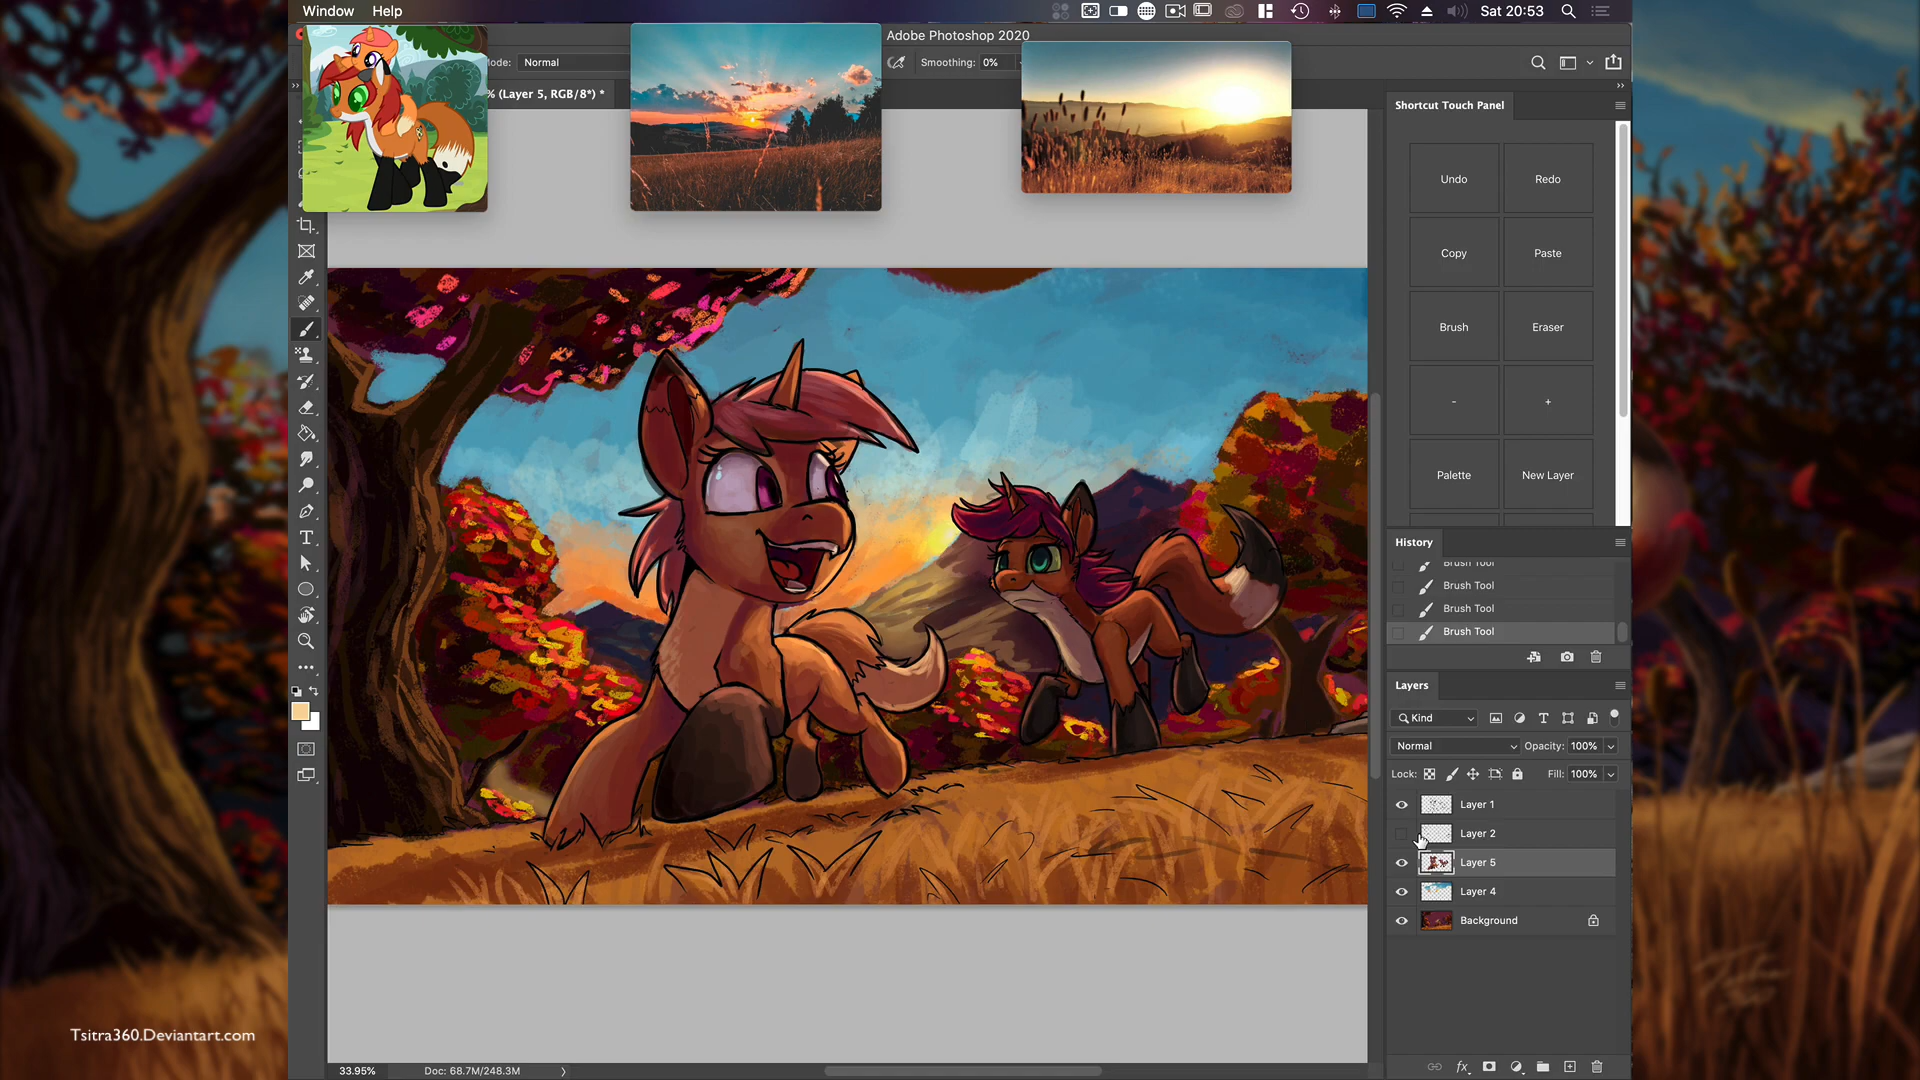 Window Help
Sat 20:53
Adobe Photoshop 2020
Normal
Smoothing: 0%
% (Layer 5, RGB/8*) *
Shortcut Touch Panel
Undo Redo
Copy Paste
Brush Eraser
- +
Palette New Layer
History
Brush Tool
Brush Tool
Brush Tool
Brush Tool
Layers
Kind
Normal Opacity: 100%
Lock: Fill: 100%
Layer 1
Layer 2
Layer 5
Layer 4
Background
fx
33.95% Doc: 68.7M/248.3M
Tsitra360.Deviantart.com